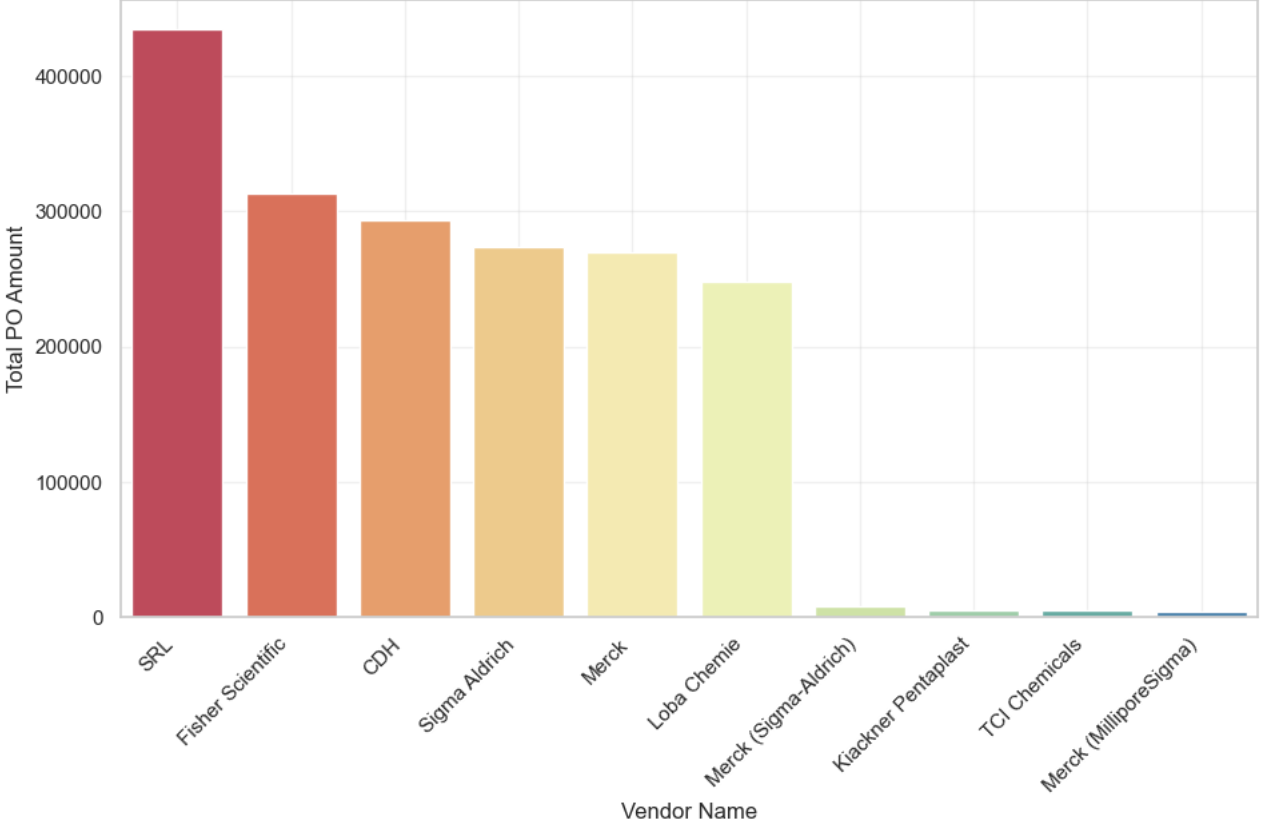 400000
300000
200000
100000
0
Total PO Amount
SRL
Fisher Scientific
CDH
Sigma Aldrich
Merck
Loba Chemie
Merck (Sigma-Aldrich)
Kiackner Pentaplast
TCI Chemicals
Merck (MilliporeSigma)
Vendor Name